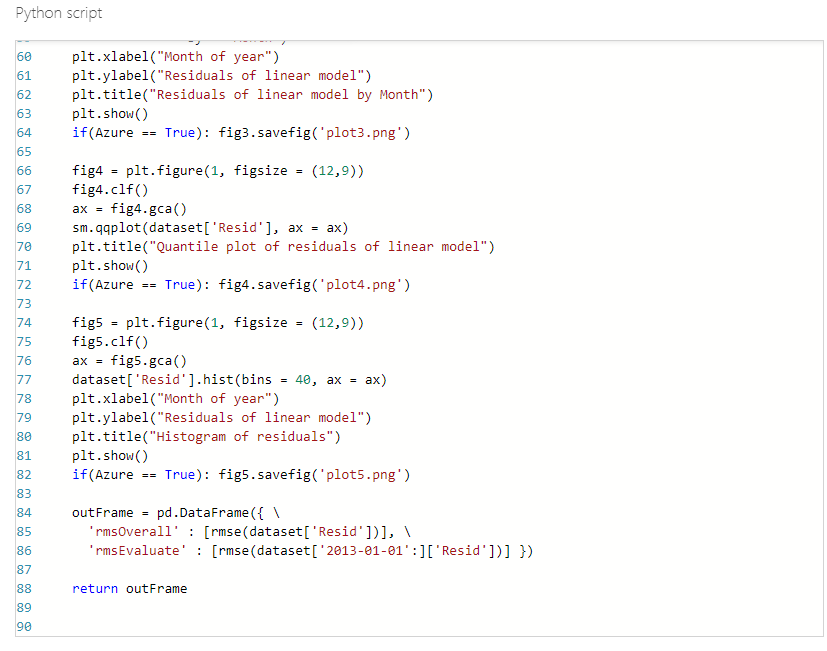 Python script
60 plt.xlabel("Month of year")
61 plt.ylabel("Residuals of linear model")
62 plt.title("Residuals of linear model by Month")
63 plt.show()
64 if(Azure == True): fig3.savefig('plot3.png')
65
66 fig4 = plt.figure(1, figsize = (12,9))
67 fig4.clf()
68 ax = fig4.gca()
69 sm.qqplot(dataset['Resid'], ax = ax)
70 plt.title("Quantile plot of residuals of linear model")
71 plt.show()
72 if(Azure == True): fig4.savefig('plot4.png')
73
74 fig5 = plt.figure(1, figsize = (12,9))
75 fig5.clf()
76 ax = fig5.gca()
77 dataset['Resid'].hist(bins = 40, ax = ax)
78 plt.xlabel("Month of year")
79 plt.ylabel("Residuals of linear model")
80 plt.title("Histogram of residuals")
81 plt.show()
82 if(Azure == True): fig5.savefig('plot5.png')
83
84 outFrame = pd.DataFrame({ \
85 'rmsOverall' : [rmse(dataset['Resid'])], \
86 'rmsEvaluate' : [rmse(dataset['2013-01-01':]['Resid'])] })
87
88 return outFrame
89
90